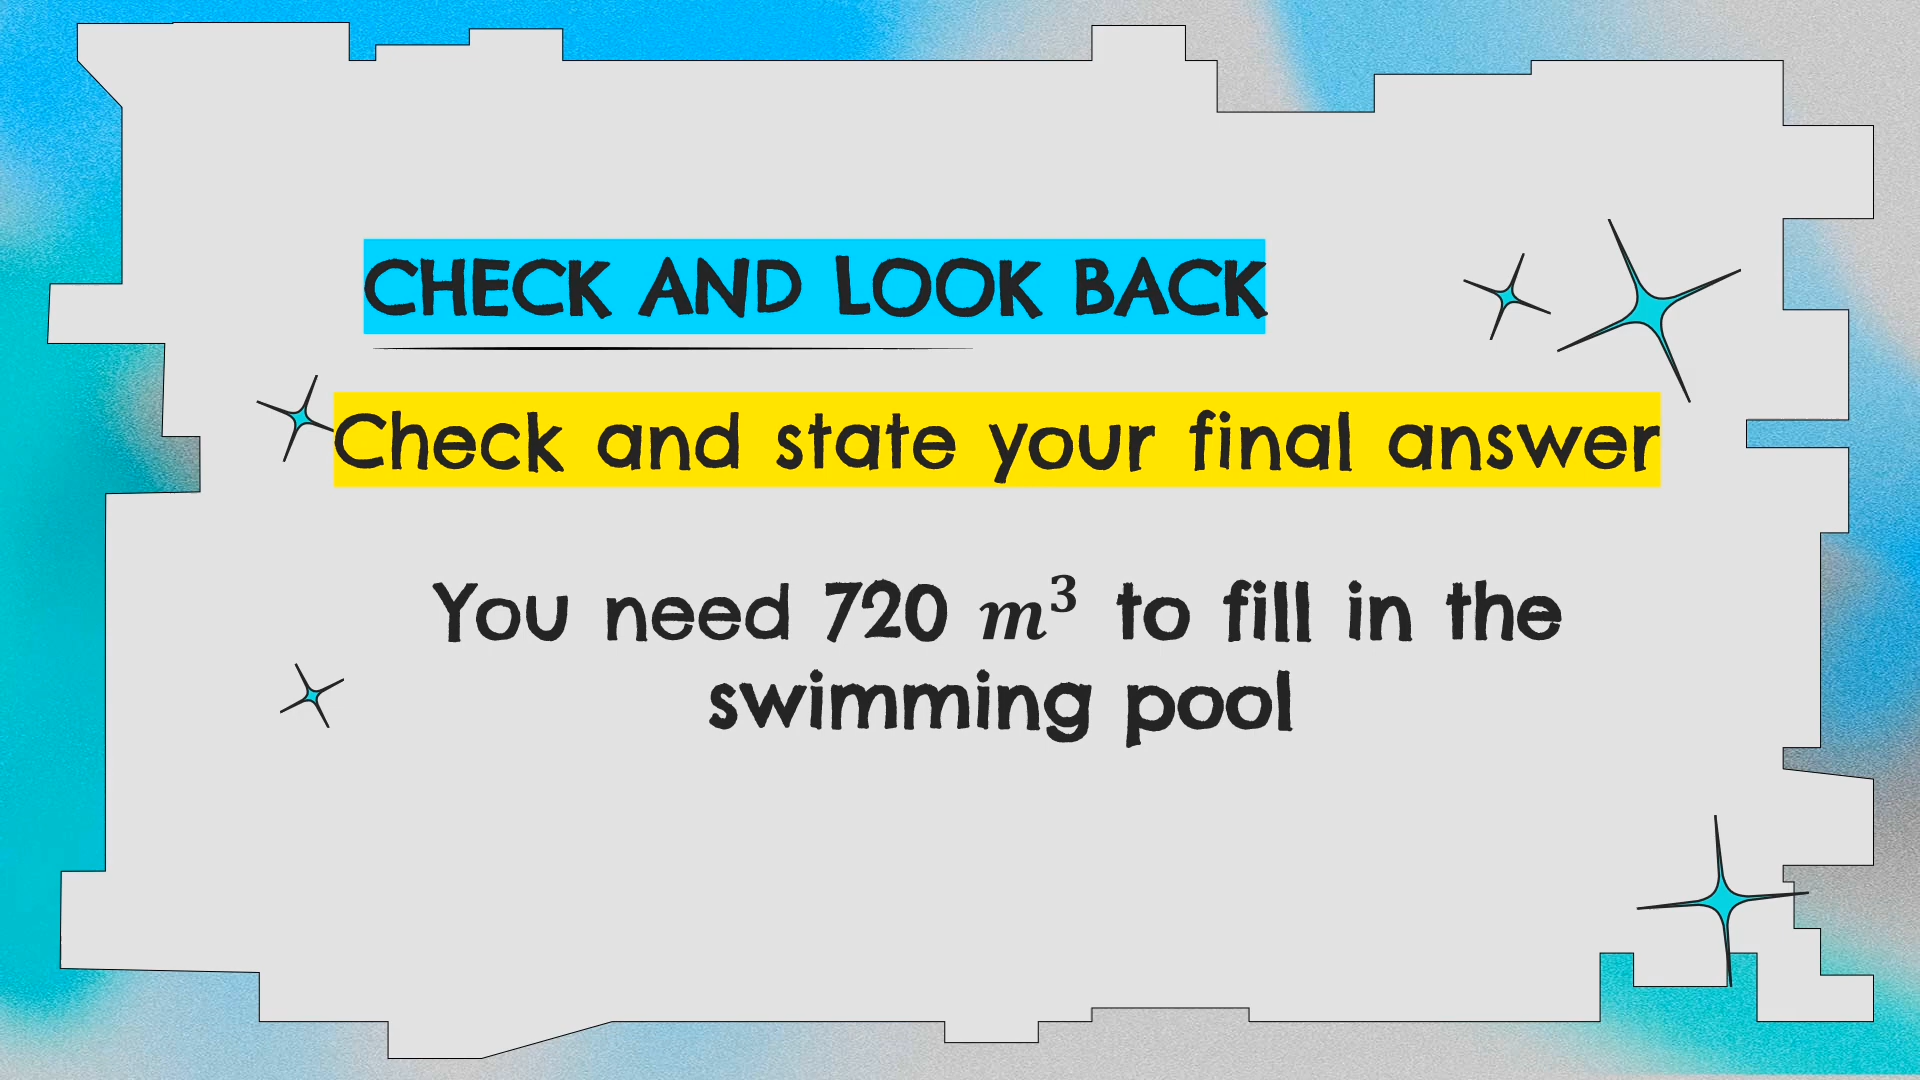 CHECK AND LOOK BACK
Check and state your final answer
You need 720 m³ to fill in the
swimming pool